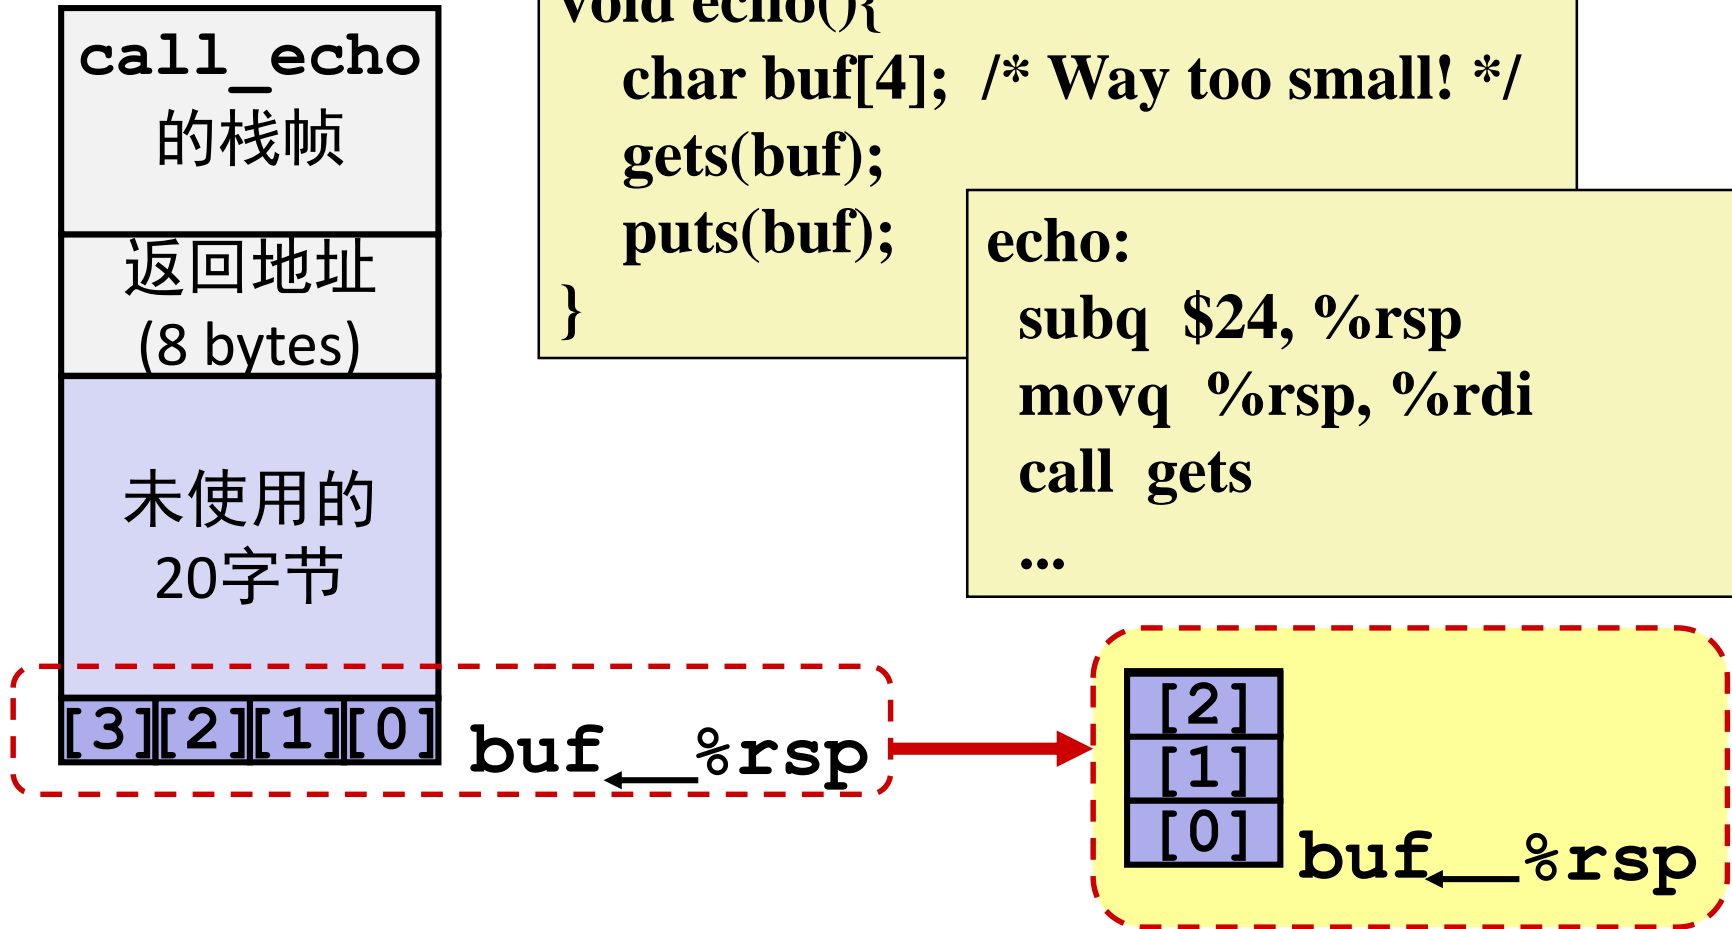 call_echo
的栈帧
返回地址
(8 bytes)
未使用的
20字节
[3][2][1][0]
buf
%rsp
void echo(){
char buf[4]; /* Way too small! */
gets(buf);
puts(buf);
}
echo:
subq $24, %rsp
movq %rsp, %rdi
call gets
...
[2]
[1]
[0]
buf
%rsp